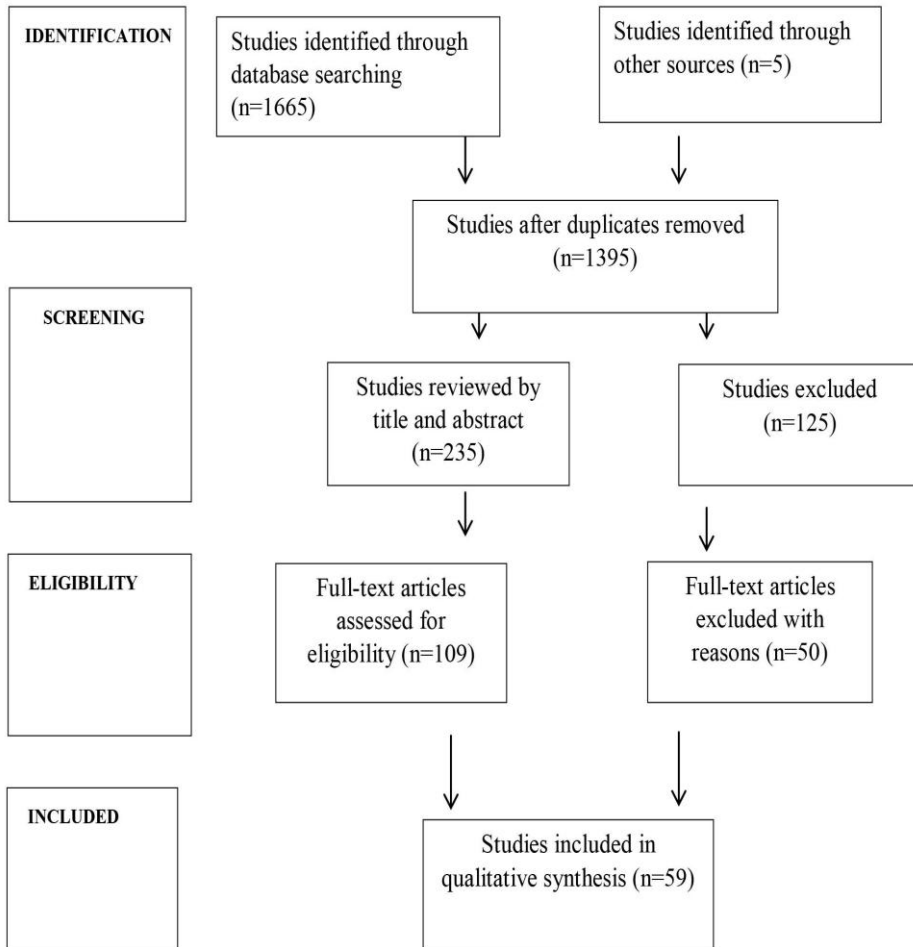 IDENTIFICATION
Studies identified through
database searching
(n=1665)
Studies identified through
other sources (n=5)
Studies after duplicates removed
(n=1395)
SCREENING
Studies reviewed by
title and abstract
(n=235)
Studies excluded
(n=125)
ELIGIBILITY
Full-text articles
assessed for
eligibility (n=109)
Full-text articles
excluded with
reasons (n=50)
INCLUDED
Studies included in
qualitative synthesis (n=59)